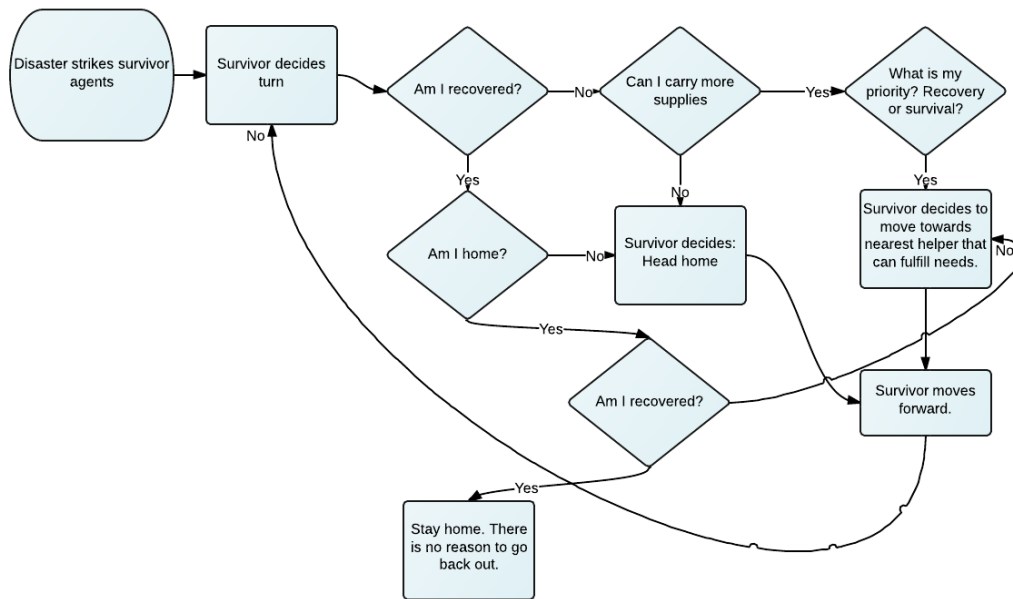 Disaster strikes survivor
agents
Survivor decides
turn
Am I recovered?
No
Can I carry more
supplies
Yes
What is my
priority? Recovery
or survival?
No
Yes
No
Yes
Am I home?
No
Survivor decides:
Head home
Survivor decides to
move towards
nearest helper that
can fulfill needs.
No
Yes
Am I recovered?
Survivor moves
forward.
Yes
Stay home. There
is no reason to go
back out.